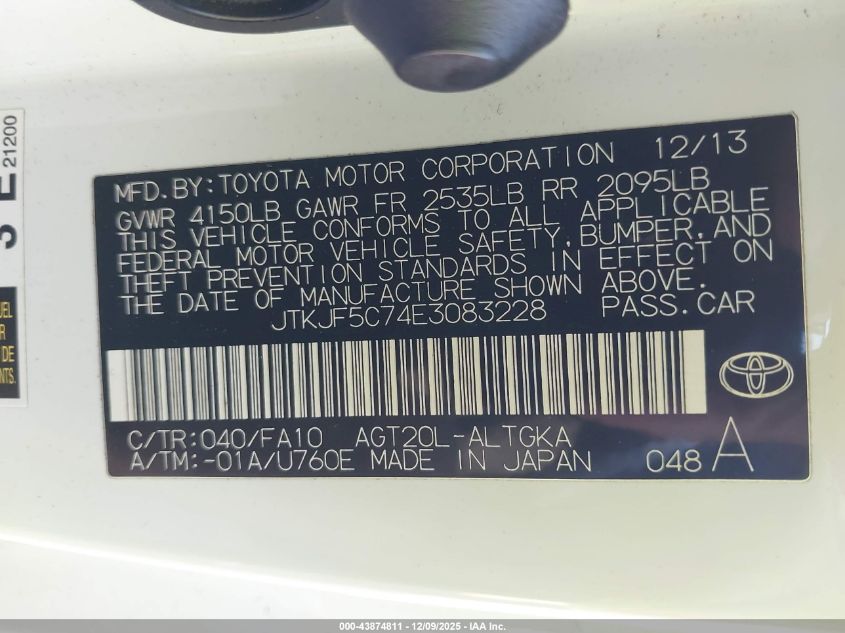 MFD.BY:TOYOTA MOTOR CORPORATION 12/13
GVWR 4150LB GAWR FR 2535LB RR 2095LB
THIS VEHICLE CONFORMS TO ALL APPLICABLE
FEDERAL MOTOR VEHICLE SAFETY,BUMPER,AND
THEFT PREVENTION STANDARDS IN EFFECT ON
THE DATE OF MANUFACTURE SHOWN ABOVE.
JTKJF5C74E3083228 PASS.CAR
C/TR:040/FA10 AGT20L-ALTGKA
A/TM:-01A/U760E MADE IN JAPAN 048 A
3 E
21200
DE
000-43874811 - 12/09/2025 - IAA Inc.